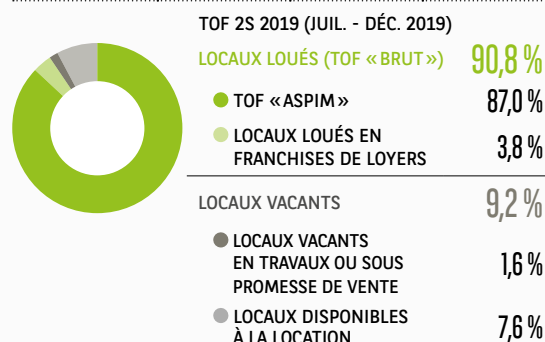 TOF 2S 2019 (JUIL. - DÉC. 2019)
LOCAUX LOUÉS (TOF « BRUT ») 90,8 %
TOF « ASPIM » 87,0 %
LOCAUX LOUÉS EN
FRANCHISES DE LOYERS 3,8 %
LOCAUX VACANTS 9,2 %
LOCAUX VACANTS
EN TRAVAUX OU SOUS 1,6 %
PROMESSE DE VENTE
LOCAUX DISPONIBLES 7,6 %
À LA LOCATION